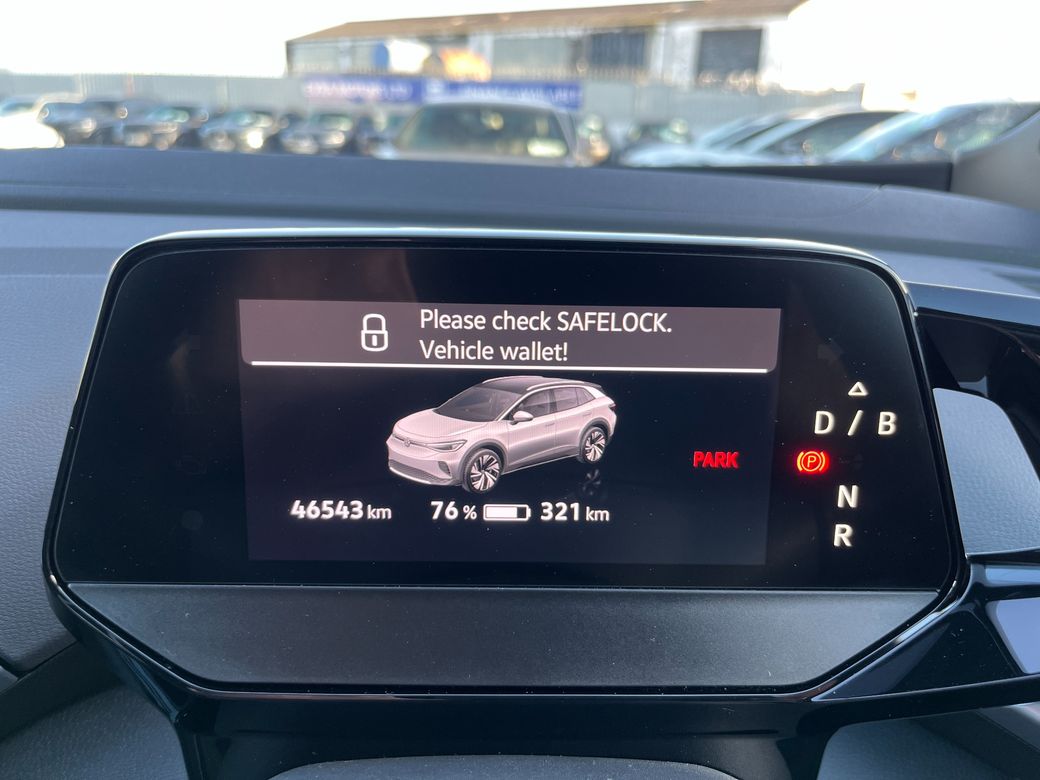 Please check SAFELOCK.
Vehicle wallet!
D / B
PARK
P
N
46543 km 76 % 321 km
R